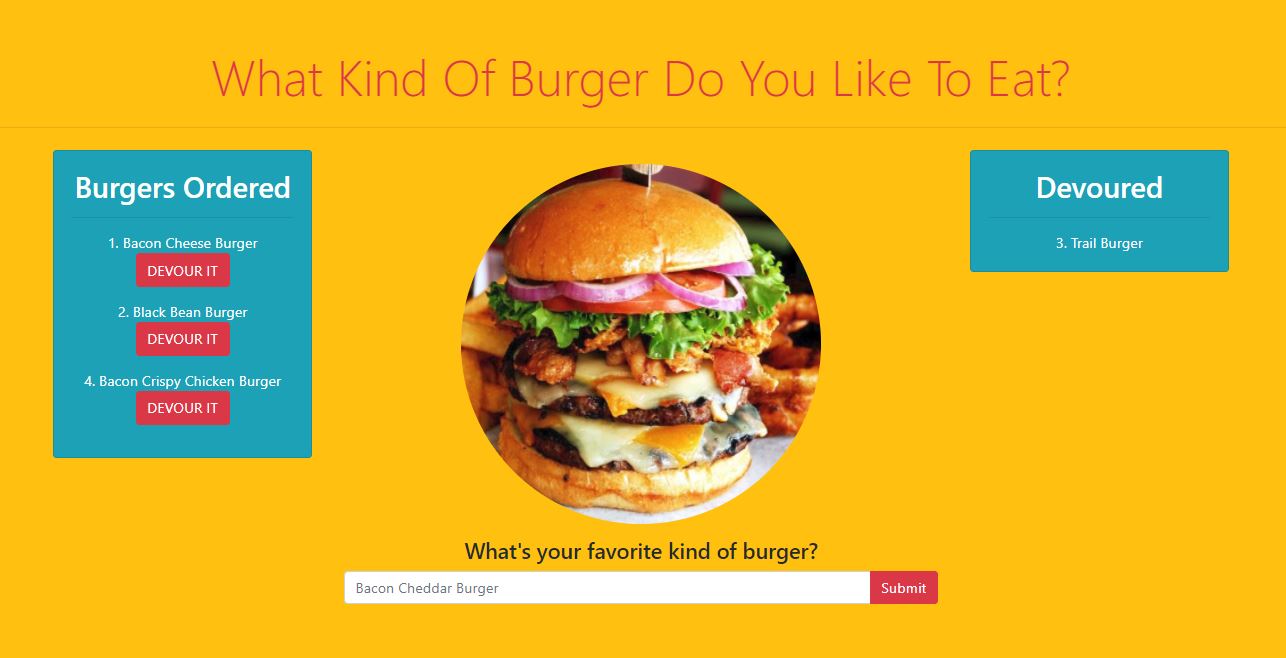 What Kind Of Burger Do You Like To Eat?
Burgers Ordered
1. Bacon Cheese Burger
DEVOUR IT
2. Black Bean Burger
DEVOUR IT
4. Bacon Crispy Chicken Burger
DEVOUR IT
What's your favorite kind of burger?
Bacon Cheddar Burger
Submit
Devoured
3. Trail Burger